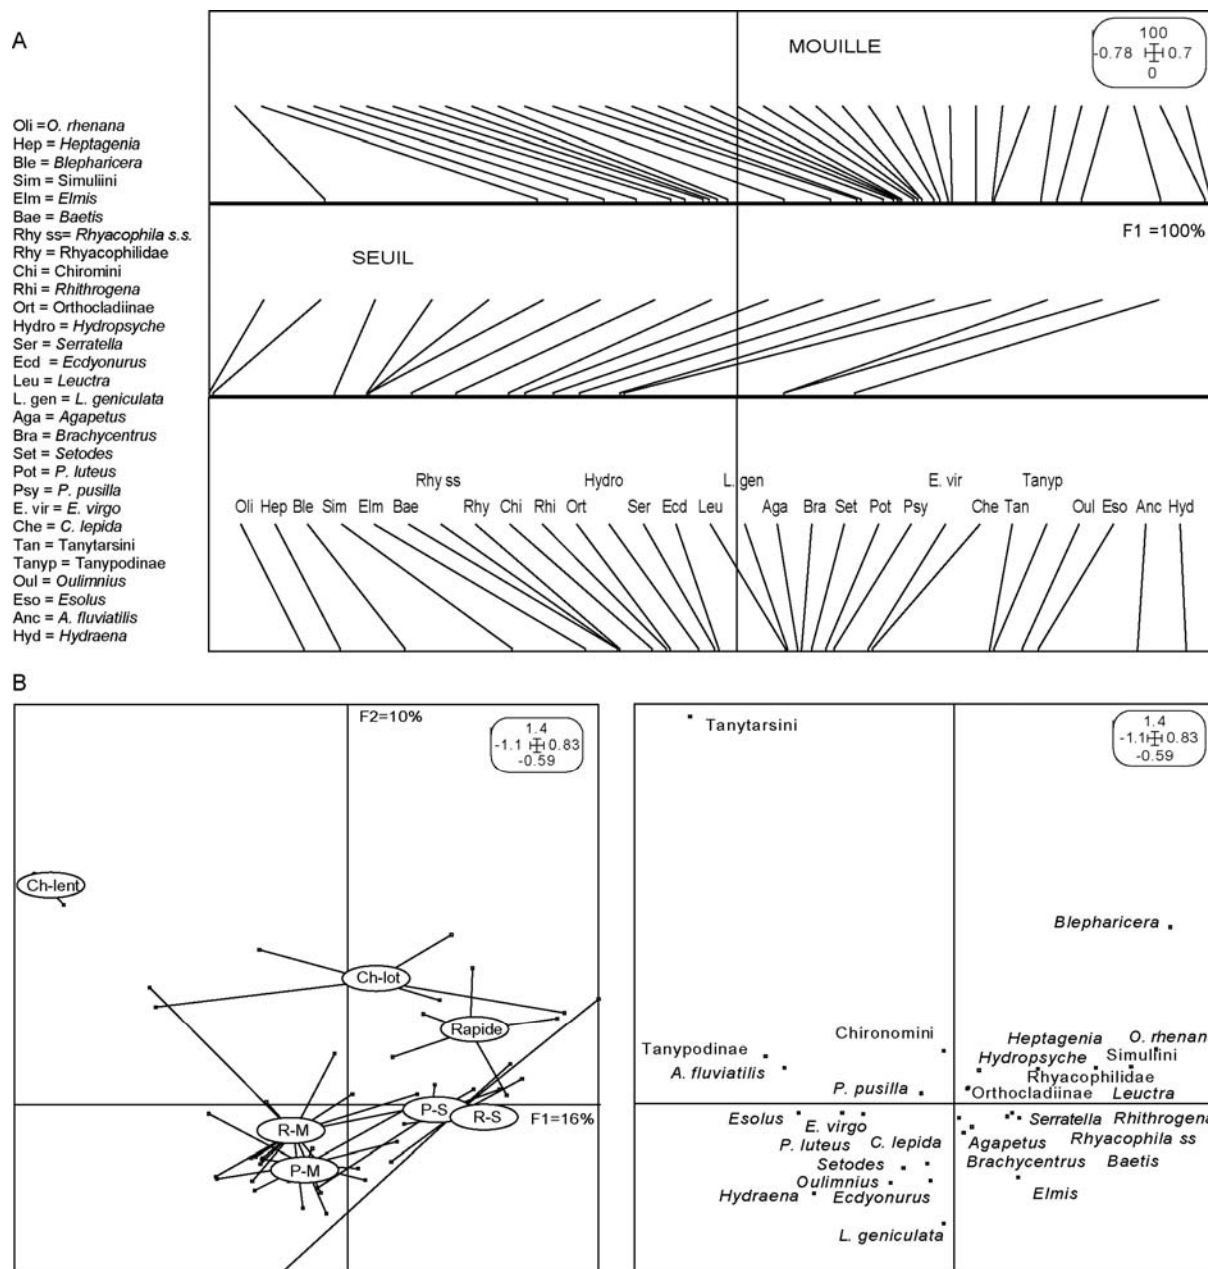 A
MOUILLE
100
-0.78 0.7
0
Oli =O. rhenana
Hep = Heptagenia
Ble = Blepharicera
Sim = Simuliini
Elm = Elmis
Bae = Baetis
Rhy ss= Rhyacophila s.s.
Rhy = Rhyacophilidae
Chi = Chiromini
Rhi = Rhithrogena
Ort = Orthocladiinae
Hydro = Hydropsyche
Ser = Serratella
Ecd = Ecdyonurus
Leu = Leuctra
L. gen = L. geniculata
Aga = Agapetus
Bra = Brachycentrus
Set = Setodes
Pot = P. luteus
Psy = P. pusilla
E. vir = E. virgo
Che = C. lepida
Tan = Tanytarsini
Tanyp = Tanypodinae
Oul = Oulimnius
Eso = Esolus
Anc = A. fluviatilis
Hyd = Hydraena
F1 =100%
SEUIL
Rhy ss Hydro L. gen E. vir Tanyp
Oli Hep Ble Sim Elm Bae Rhy Chi Rhi Ort Ser Ecd Leu Aga Bra Set Pot Psy Che Tan Oul Eso Anc Hyd
B
F2=10%
1.4
-1.1 0.83
-0.59
Ch-lent
Ch-lot
Rapide
P-S
R-S
F1=16%
R-M
P-M
1.4
-1.1 0.83
-0.59
Tanytarsini
Blepharicera
Chironomini
Heptagenia O. rhenan
Tanypodinae Hydropsyche Simuliini
A. fluviatilis Rhyacophilidae
P. pusilla Orthocladiinae Leuctra
Esolus E. virgo Serratella Rhithrogena
P. luteus C. lepida Agapetus Rhyacophila ss
Setodes Brachycentrus Baetis
Oulimnius
Hydraena Ecdyonurus Elmis
L. geniculata